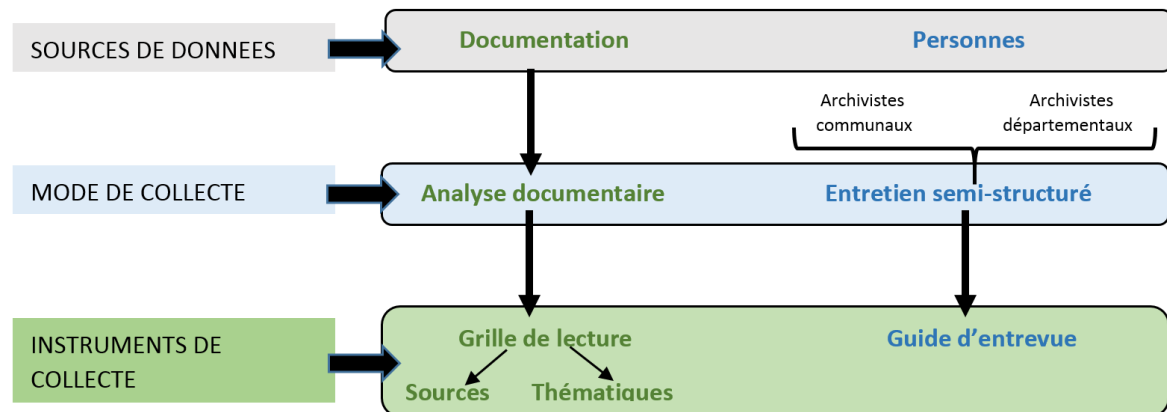 SOURCES DE DONNEES
Documentation
Personnes
Archivistes
communaux
Archivistes
départementaux
MODE DE COLLECTE
Analyse documentaire
Entretien semi-structuré
INSTRUMENTS DE
COLLECTE
Grille de lecture
Guide d’entrevue
Sources
Thématiques